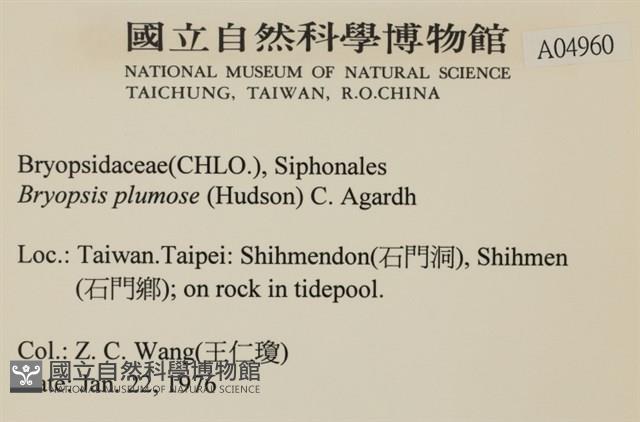 國立自然科學博物館
A04960
NATIONAL MUSEUM OF NATURAL SCIENCE
TAICHUNG, TAIWAN, R.O.CHINA
Bryopsidaceae(CHLO.), Siphonales
Bryopsis plumose (Hudson) C. Agardh
Loc.: Taiwan.Taipei: Shihmendon(石門洞), Shihmen
(石門鄉); on rock in tidepool.
Col.: Z. C. Wang(王仁瓊)
國立自然科學博物館
Date: Jan. 22, 1976
NATIONAL MUSEUM OF NATURAL SCIENCE